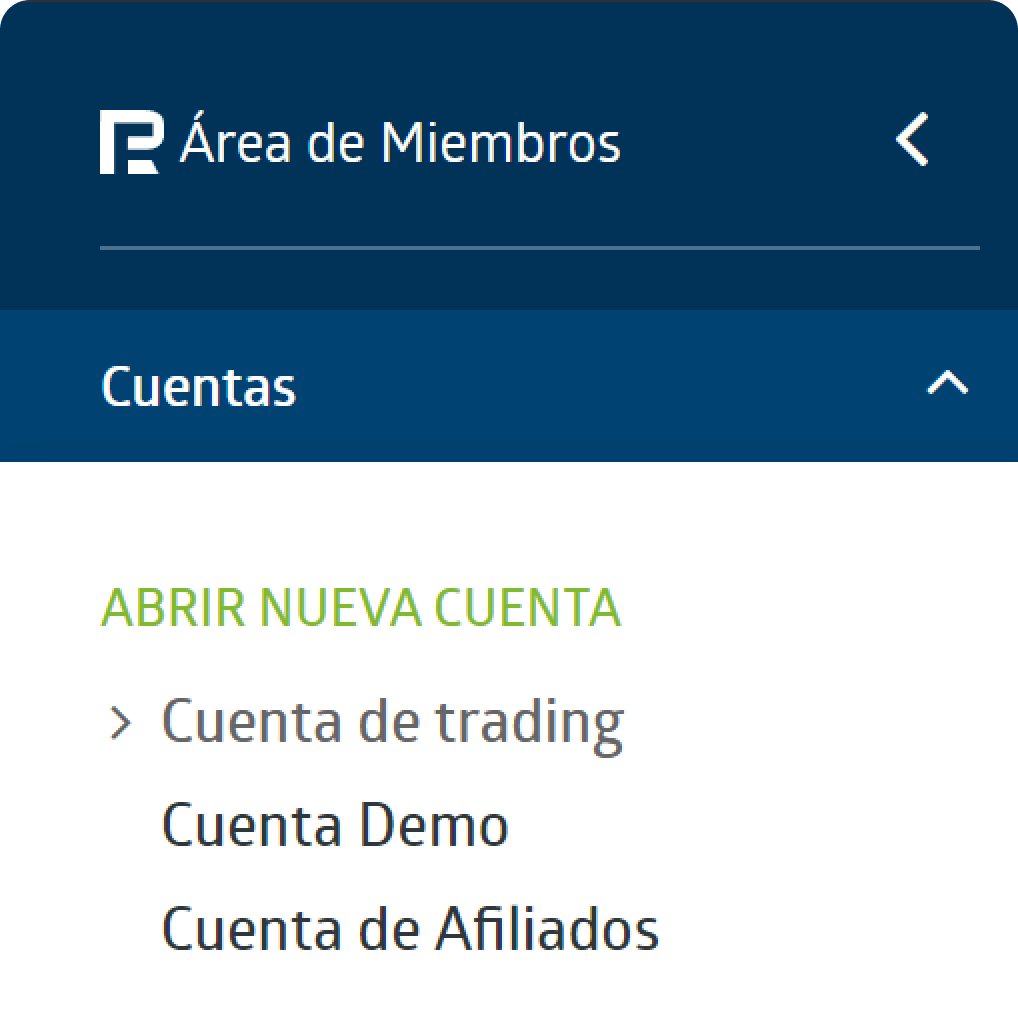 Área de Miembros
Cuentas
ABRIR NUEVA CUENTA
Cuenta de trading
Cuenta Demo
Cuenta de Afiliados